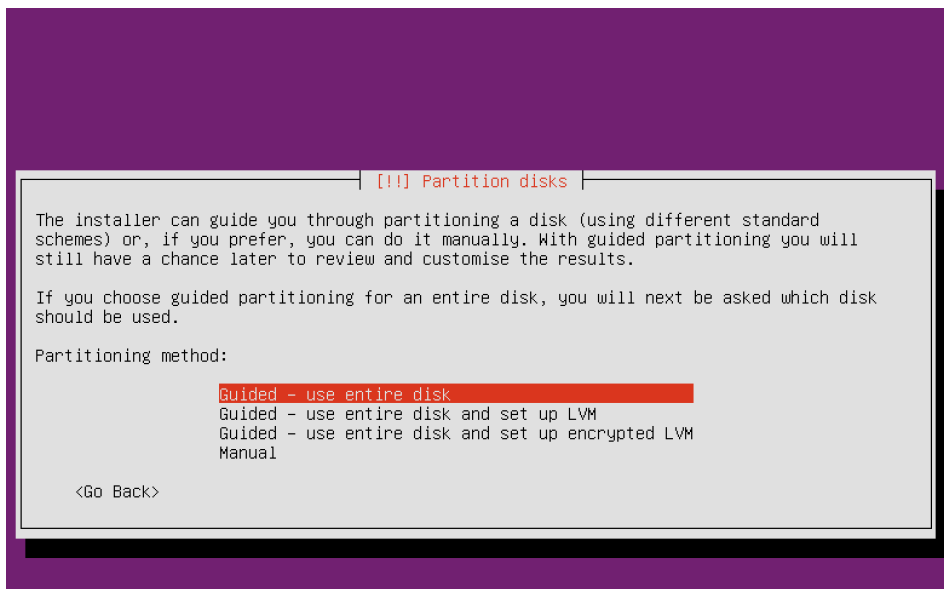 [!!] Partition disks
The installer can guide you through partitioning a disk (using different standard
schemes) or, if you prefer, you can do it manually. With guided partitioning you will
still have a chance later to review and customise the results.
If you choose guided partitioning for an entire disk, you will next be asked which disk
should be used.
Partitioning method:
Guided – use entire disk
Guided – use entire disk and set up LVM
Guided – use entire disk and set up encrypted LVM
Manual
<Go Back>